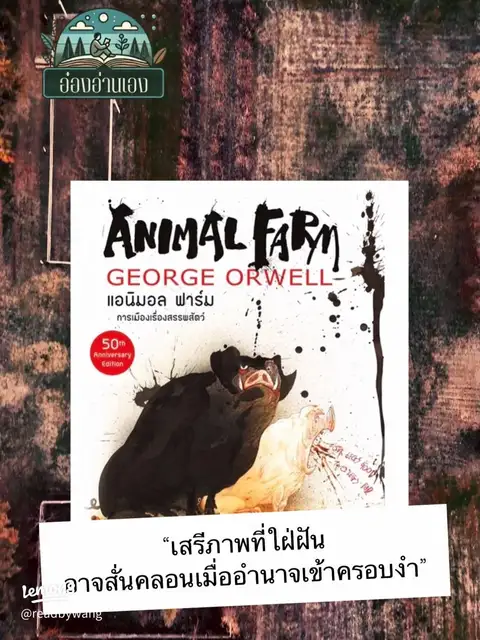 อ่องอ่านเอง
ANIMAL FARM
GEORGE ORWELL
แอนิมอล ฟาร์ม
การเมืองเรื่องสรรพสัตว์
50th
Anniversary
Edition
“เสรีภาพที่ใฝ่ฝัน
อาจสั่นคลอนเมื่ออำนาจเข้าครอบงำ”
@readbywang